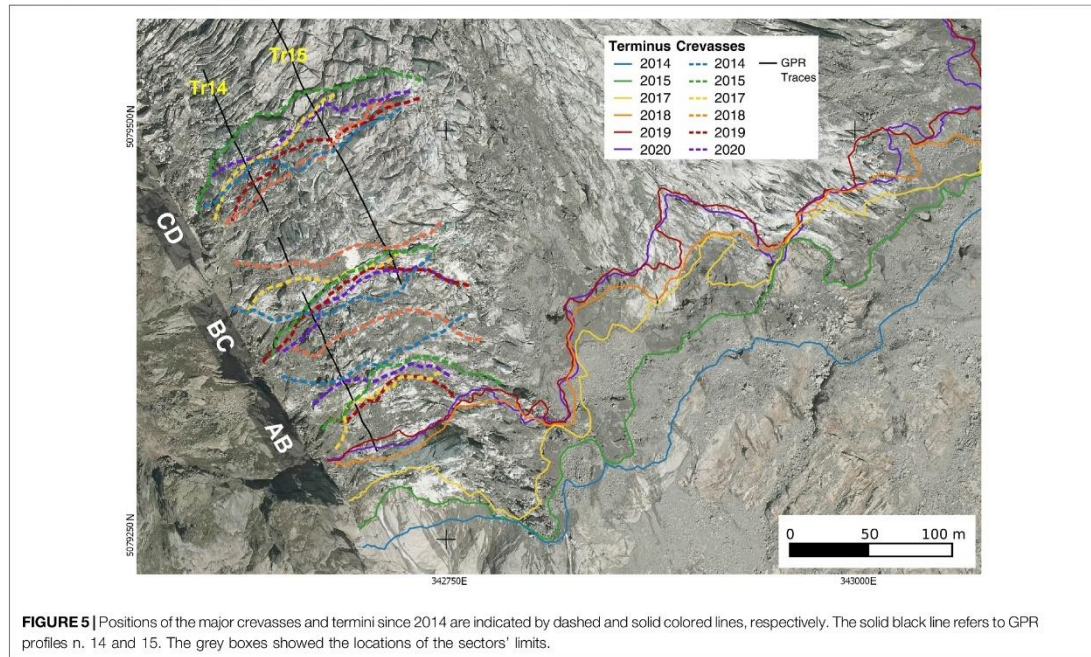 Tr15
Tr14
Terminus Crevasses
2014 2014 GPR
2015 2015 Traces
2017 2017
2018 2018
2019 2019
2020 2020
5079500 N
CD
BC
AB
5079250 N
0 50 100 m
342750E 343000E
FIGURE 5 | Positions of the major crevasses and termini since 2014 are indicated by dashed and solid colored lines, respectively. The solid black line refers to GPR
profiles n. 14 and 15. The grey boxes showed the locations of the sectors' limits.